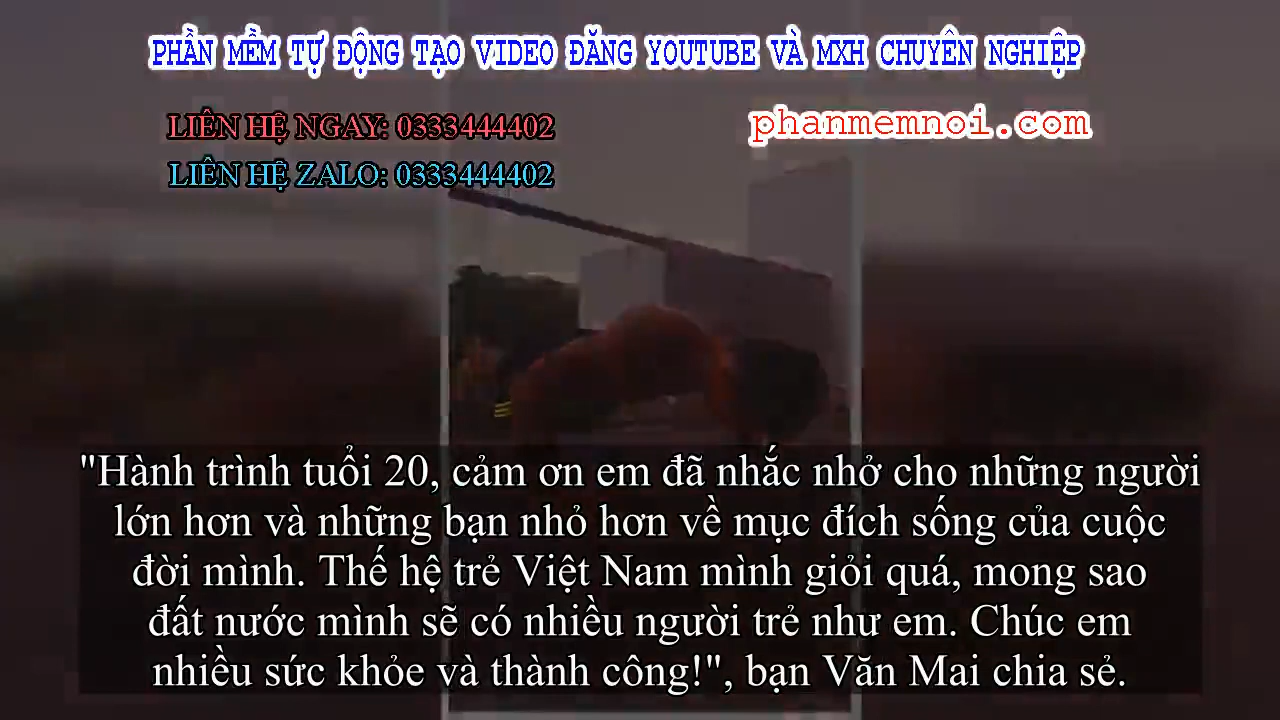 PHẦN MỀM TỰ ĐỘNG TẠO VIDEO ĐĂNG YOUTUBE VÀ MXH CHUYÊN NGHIỆP
LIÊN HỆ NGAY: 0333444402
phanmemnoi.com
LIÊN HỆ ZALO: 0333444402
"Hành trình tuổi 20, cảm ơn em đã nhắc nhở cho những người
lớn hơn và những bạn nhỏ hơn về mục đích sống của cuộc
đời mình. Thế hệ trẻ Việt Nam mình giỏi quá, mong sao
đất nước mình sẽ có nhiều người trẻ như em. Chúc em
nhiều sức khỏe và thành công!", bạn Văn Mai chia sẻ.